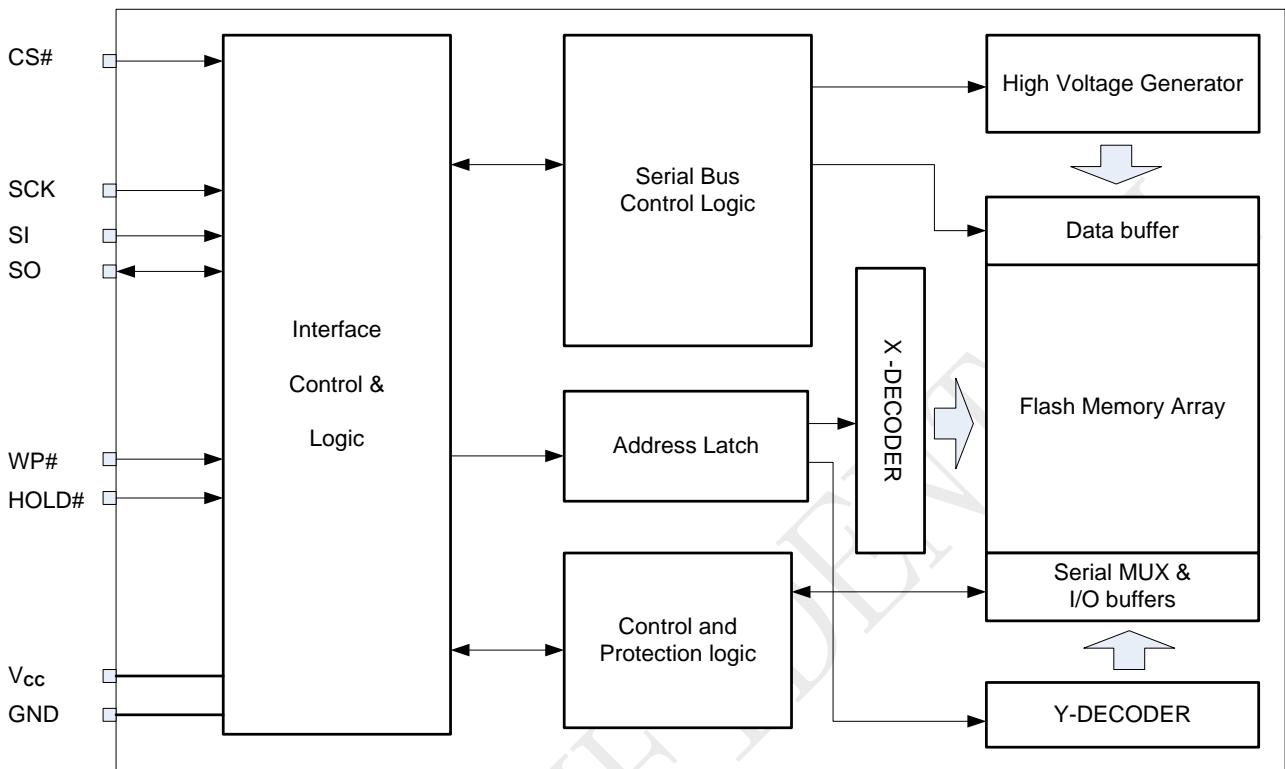 CS#
SCK
SI
SO
WP#
HOLD#
Vcc
GND
Interface
Control &
Logic
Serial Bus
Control Logic
Address Latch
Control and
Protection logic
X -DECODER
High Voltage Generator
Data buffer
Flash Memory Array
Serial MUX &
I/O buffers
Y-DECODER